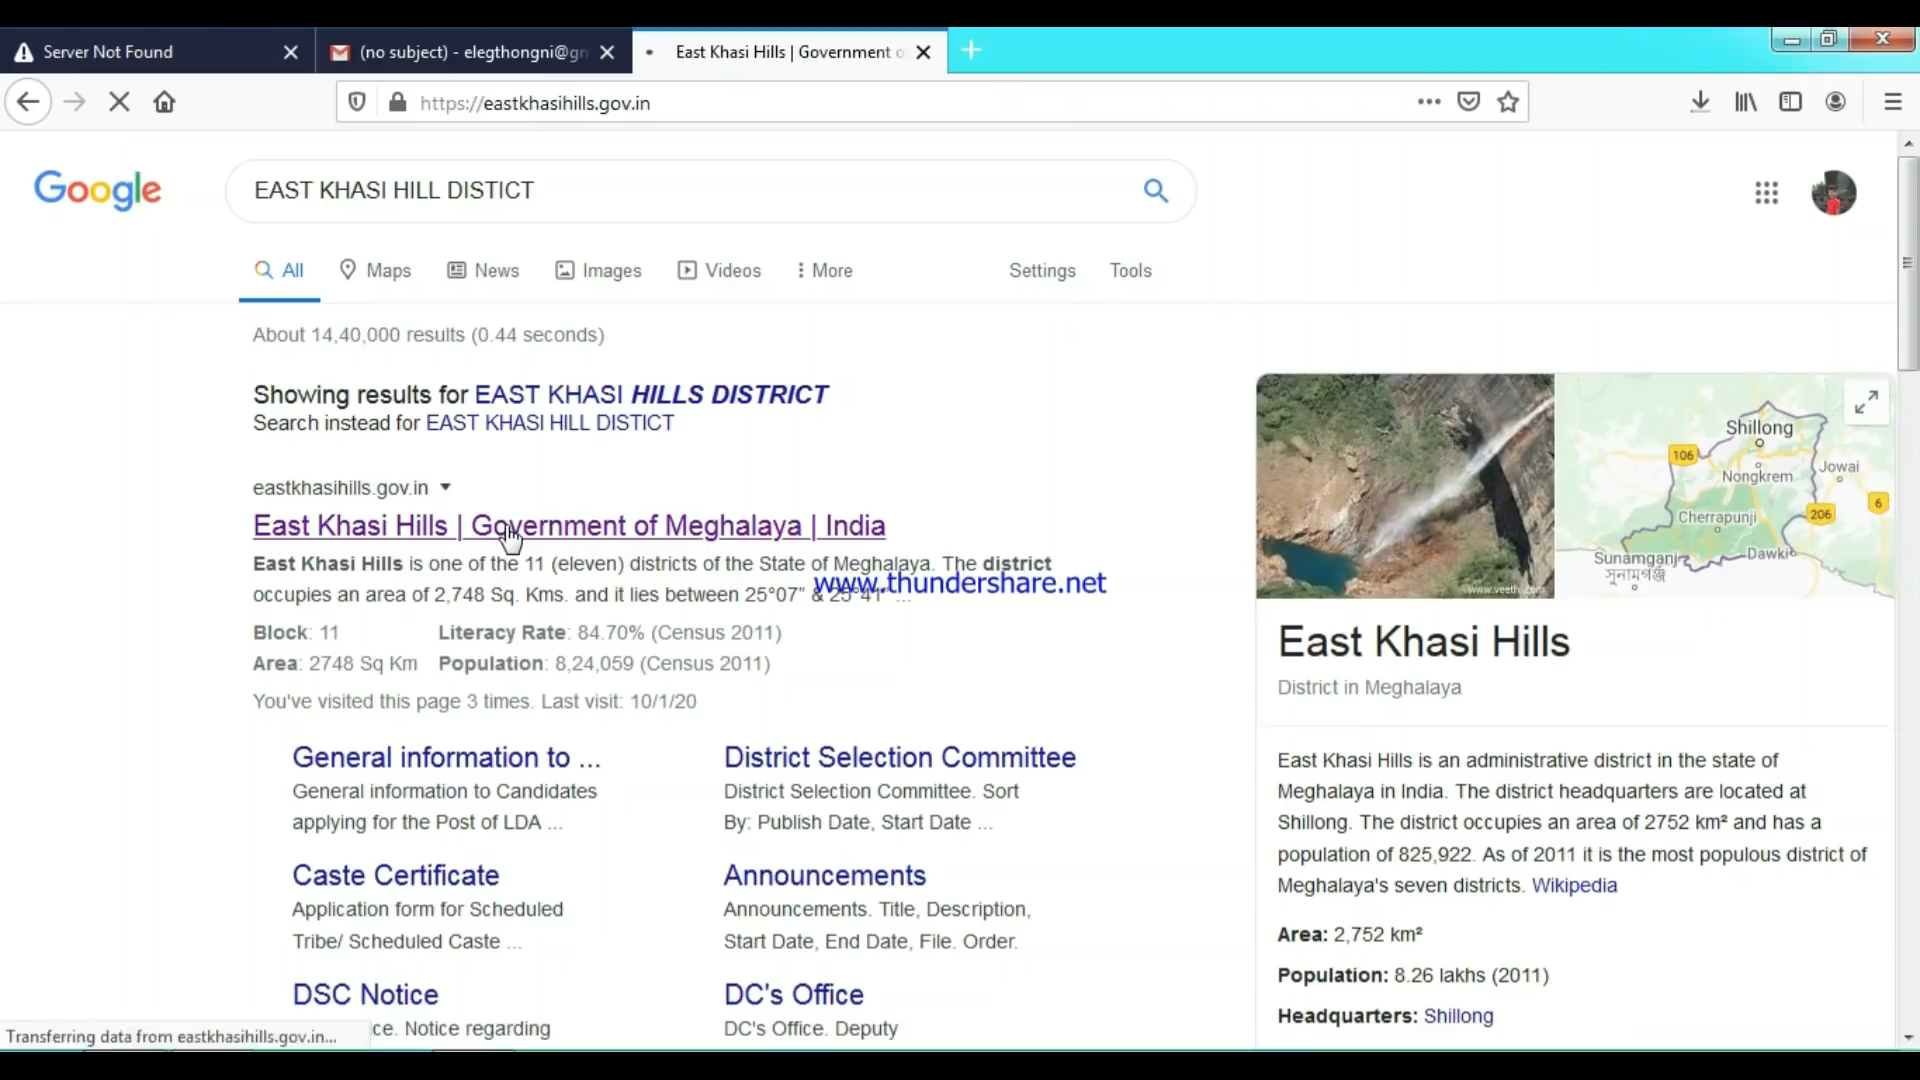 Server Not Found
(no subject) - elegthongni@gm
East Khasi Hills | Government o
https://eastkhasihills.gov.in
Google
EAST KHASI HILL DISTICT
All
Maps
News
Images
Videos
More
Settings
Tools
About 14,40,000 results (0.44 seconds)
Showing results for EAST KHASI HILLS DISTRICT
Search instead for EAST KHASI HILL DISTICT
eastkhasihills.gov.in
East Khasi Hills | Government of Meghalaya | India
East Khasi Hills is one of the 11 (eleven) districts of the State of Meghalaya. The district
occupies an area of 2,748 Sq. Kms. and it lies between 25°07” & 25°41” ...
www.thundershare.net
Block: 11 Literacy Rate: 84.70% (Census 2011)
Area: 2748 Sq Km Population: 8,24,059 (Census 2011)
You've visited this page 3 times. Last visit: 10/1/20
General information to ...
General information to Candidates
applying for the Post of LDA ...
District Selection Committee
District Selection Committee. Sort
By: Publish Date, Start Date ...
Caste Certificate
Application form for Scheduled
Tribe/ Scheduled Caste ...
Announcements
Announcements. Title, Description,
Start Date, End Date, File. Order.
DSC Notice
ce. Notice regarding
DC's Office
DC's Office. Deputy
Transferring data from eastkhasihills.gov.in...
©www.veethi.com
Shillong
106
Nongkrem
Jowai
6
206
Cherrapunji
Sunamganj
সুনামগঞ্জ
Dawki
East Khasi Hills
District in Meghalaya
East Khasi Hills is an administrative district in the state of
Meghalaya in India. The district headquarters are located at
Shillong. The district occupies an area of 2752 km² and has a
population of 825,922. As of 2011 it is the most populous district of
Meghalaya's seven districts. Wikipedia
Area: 2,752 km²
Population: 8.26 lakhs (2011)
Headquarters: Shillong